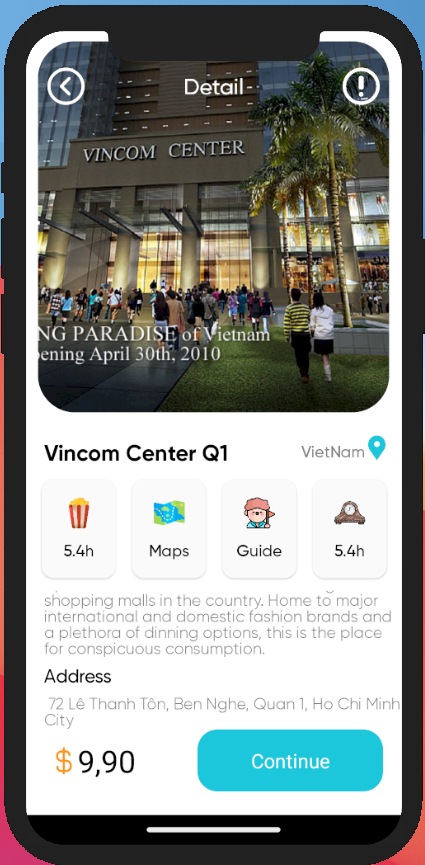 Detail
VINCOM CENTER
NG PARADISE of Vietnam
pening April 30th, 2010
Vincom Center Q1
VietNam
5.4h
Maps
Guide
5.4h
shopping malls in the country. Home to major
international and domestic fashion brands and
a plethora of dinning options, this is the place
for conspicuous consumption.
Address
72 Lê Thanh Tôn, Ben Nghe, Quan 1, Ho Chi Minh
City
$ 9,90
Continue